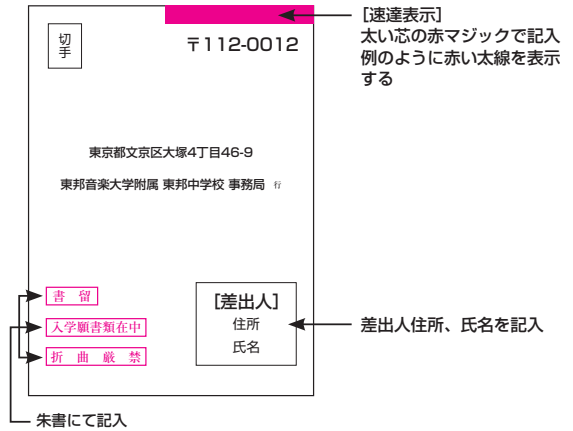 [速達表示]
太い芯の赤マジックで記入
例のように赤い太線を表示
する
切手
〒112-0012
東京都文京区大塚4丁目46-9
東邦音楽大学附属 東邦中学校 事務局 行
書 留
入学願書類在中
折 曲 厳 禁
[差出人]
住所
氏名
差出人住所、氏名を記入
朱書にて記入